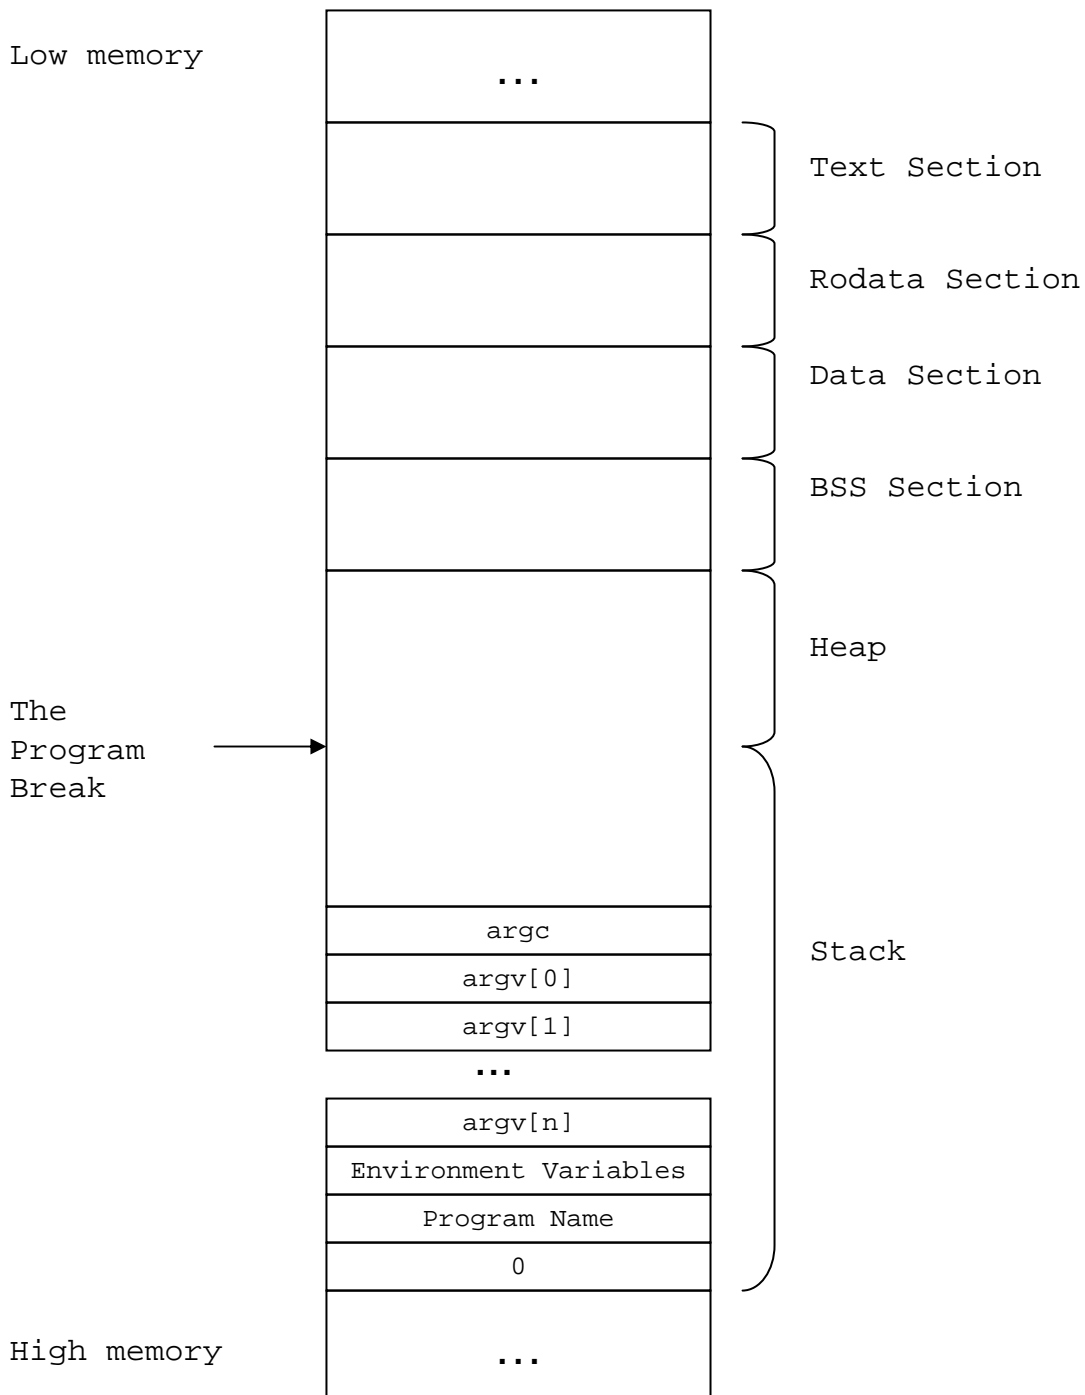 Low memory
...
Text Section
Rodata Section
Data Section
BSS Section
Heap
The
Program
Break
argc
argv[0]
argv[1]
Stack
...
argv[n]
Environment Variables
Program Name
0
High memory
...